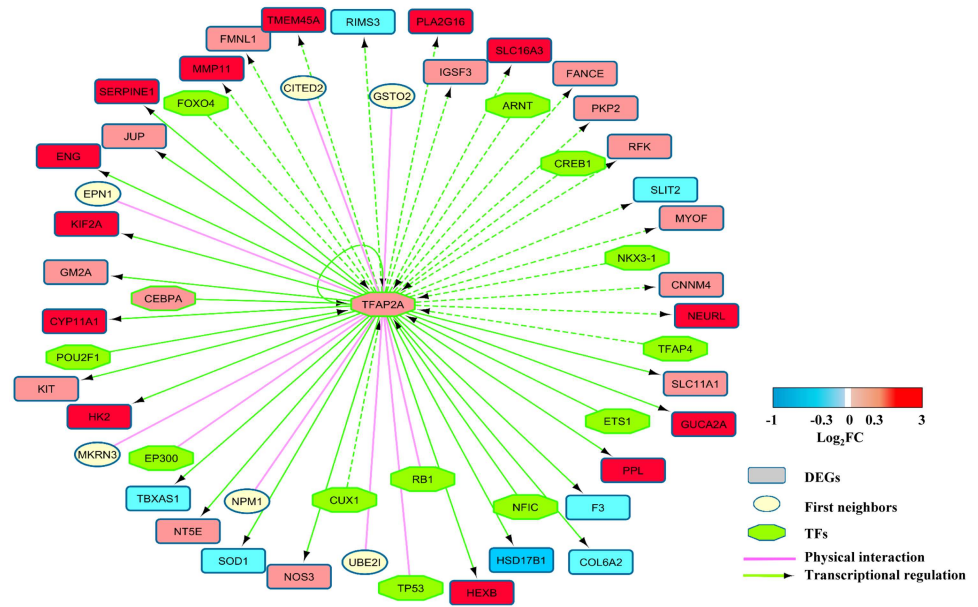 TMEM45A
RIMS3
PLA2G16
FMNL1
SLC16A3
MMP11
IGSF3
FANCE
SERPINE1
FOXO4
CITED2
GSTO2
ARNT
PKP2
JUP
RFK
ENG
CREB1
EPN1
SLIT2
KIF2A
MYOF
NKX3-1
GM2A
CEBPA
TFAP2A
CNNM4
CYP11A1
NEURL
POU2F1
TFAP4
KIT
SLC11A1
HK2
ETS1
GUCA2A
MKRN3
EP300
RB1
PPL
TBXAS1
NPM1
CUX1
NFIC
F3
NT5E
SOD1
UBE2I
HSD17B1
COL6A2
NOS3
TP53
HEXB
-1 -0.3 0 0.3 3
Log2FC
DEGs
First neighbors
TFs
Physical interaction
Transcriptional regulation